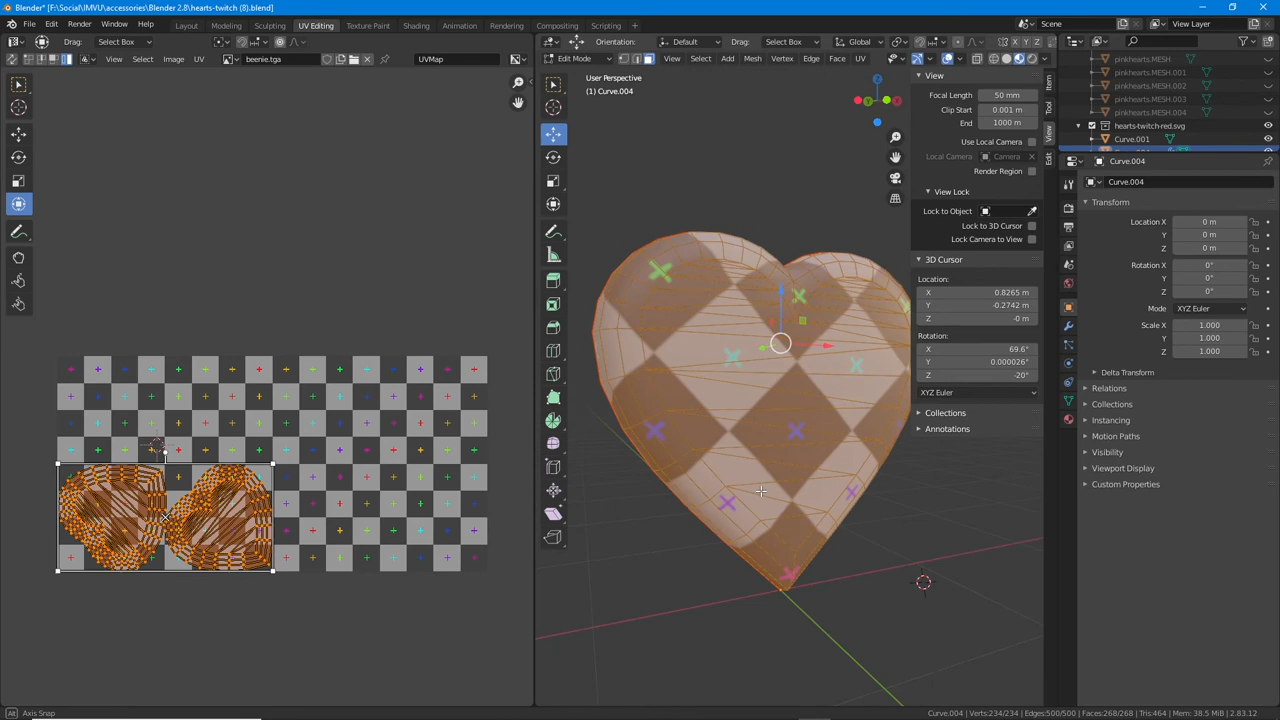 Blender* [F:\Social\IMVU\accessories\Blender 2.8\hearts-twitch (8).blend]
File Edit Render Window Help Layout Modeling Sculpting UV Editing Texture Paint Shading Animation Rendering Compositing Scripting + Scene View Layer
Drag: Select Box Orientation: Default Drag: Select Box Global X Y Z
View Select Image UV beenie.tga UVMap Edit Mode View Select Add Mesh Vertex Edge Face UV
User Perspective
(1) Curve.004
View
Focal Length 50 mm
Clip Start 0.001 m
End 1000 m
Use Local Camera
Local Camera Camera
Render Region
View Lock
Lock to Object
Lock to 3D Cursor
Lock Camera to View
3D Cursor
Location:
X 0.8265 m
Y -0.2742 m
Z -0 m
Rotation:
X 69.6°
Y 0.000026°
Z -20°
XYZ Euler
Collections
Annotations
Item
Tool
View
Edit
pinkhearts.MESH
pinkhearts.MESH.001
pinkhearts.MESH.002
pinkhearts.MESH.003
pinkhearts.MESH.004
hearts-twitch-red.svg
Curve.001
Curve.004
Curve.004
Transform
Location X 0 m
Y 0 m
Z 0 m
Rotation X 0°
Y 0°
Z 0°
Mode XYZ Euler
Scale X 1.000
Y 1.000
Z 1.000
Delta Transform
Relations
Collections
Instancing
Motion Paths
Visibility
Viewport Display
Custom Properties
Alt Axis Snap
Curve.004 | Verts:234/234 | Edges:500/500 | Faces:268/268 | Tris:464 | Mem: 38.5 MiB | 2.83.12